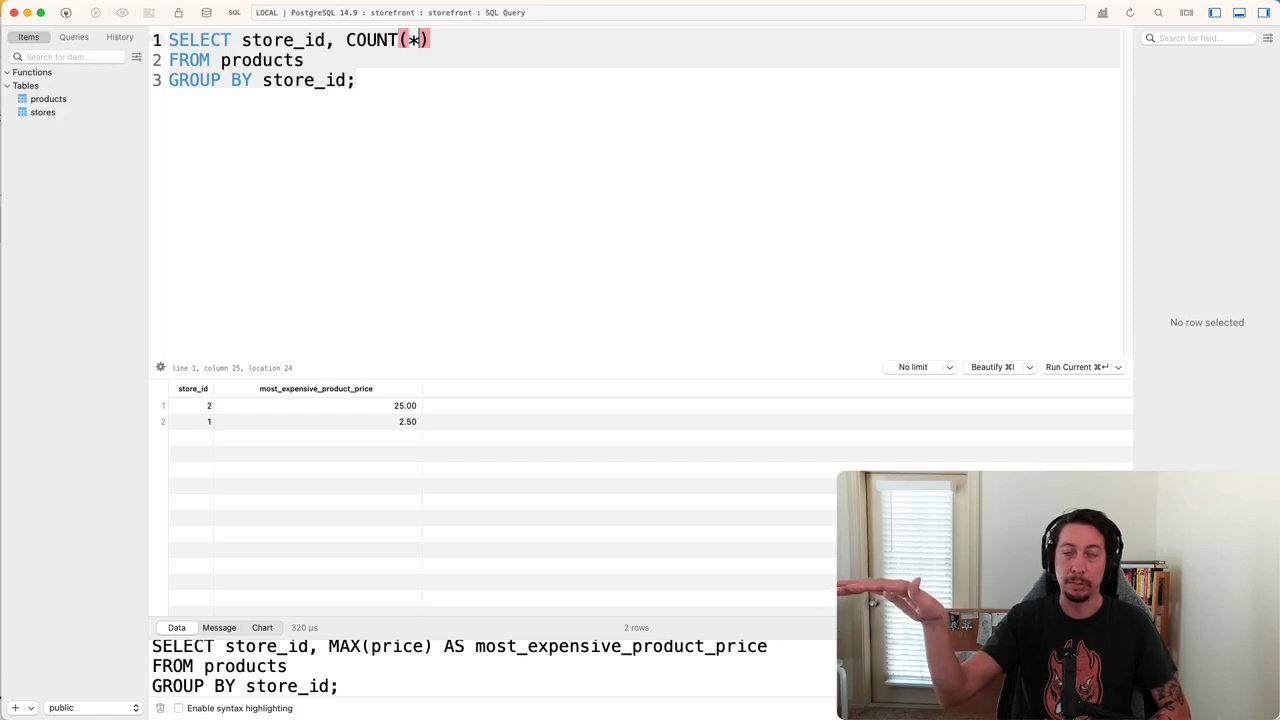 SQL
LOCAL | PostgreSQL 14.9 : storefront : storefront : SQL Query
Items Queries History
Search for item...
Functions
Tables
products
stores
1 SELECT store_id, COUNT(*)
2 FROM products
3 GROUP BY store_id;
Search for field...
No row selected
line 1, column 25, location 24
No limit
Beautify ⌘I
Run Current ⌘↵
store_id most_expensive_product_price
1 2 25.00
2 1 2.50
Data Message Chart 320 µs 2 rows
SELECT store_id, MAX(price) AS most_expensive_product_price
FROM products
GROUP BY store_id;
public
Enable syntax highlighting